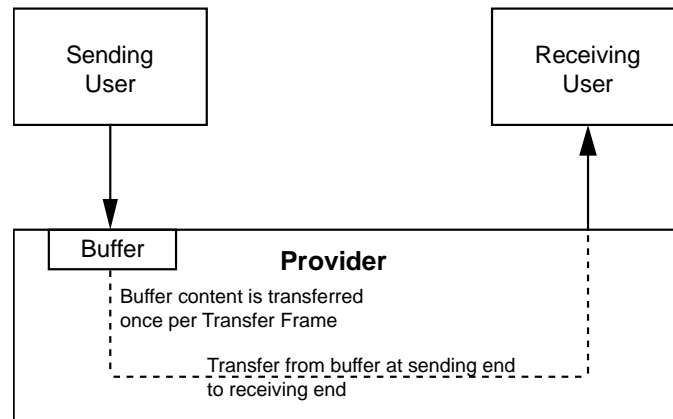 Sending
User
Receiving
User
Buffer
Provider
Buffer content is transferred
once per Transfer Frame
Transfer from buffer at sending end
to receiving end